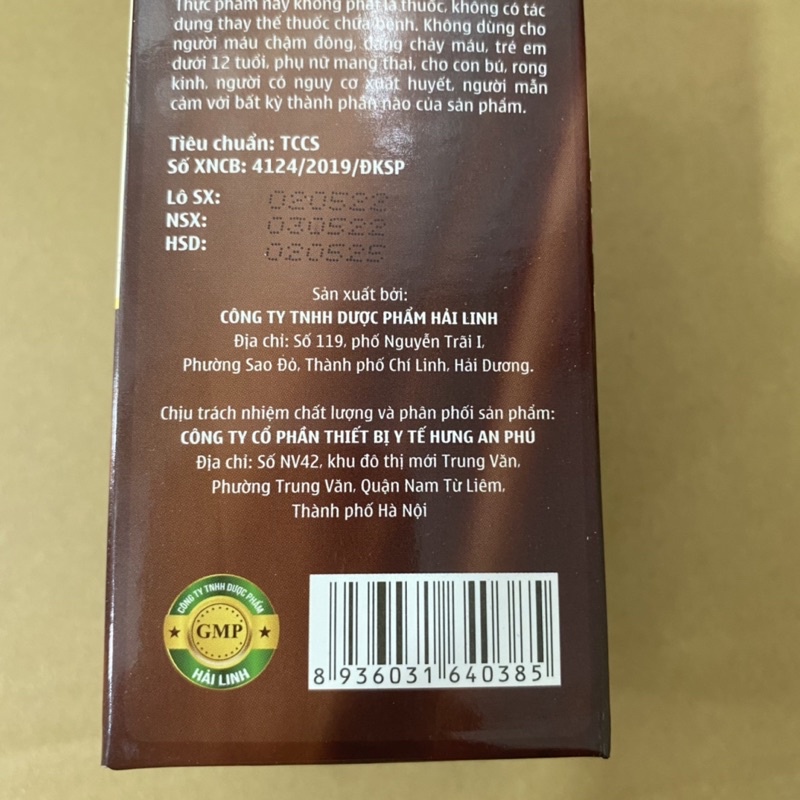 Thực phẩm này không phải là thuốc, không có tác
dụng thay thế thuốc chữa bệnh. Không dùng cho
người máu chậm đông, đang chảy máu, trẻ em
dưới 12 tuổi, phụ nữ mang thai, cho con bú, rong
kinh, người có nguy cơ xuất huyết, người mẫn
cảm với bất kỳ thành phần nào của sản phẩm.
Tiêu chuẩn: TCCS
Số XNCB: 4124/2019/ĐKSP
Lô SX: 020522
NSX: 030522
HSD: 020525
Sản xuất bởi:
CÔNG TY TNHH DƯỢC PHẨM HẢI LINH
Địa chỉ: Số 119, phố Nguyễn Trãi I,
Phường Sao Đỏ, Thành phố Chí Linh, Hải Dương.
Chịu trách nhiệm chất lượng và phân phối sản phẩm:
CÔNG TY CỔ PHẦN THIẾT BỊ Y TẾ HƯNG AN PHÚ
Địa chỉ: Số NV42, khu đô thị mới Trung Văn,
Phường Trung Văn, Quận Nam Từ Liêm,
Thành phố Hà Nội
CÔNG TY TNHH DƯỢC PHẨM
GMP
HẢI LINH
8 936031 640385